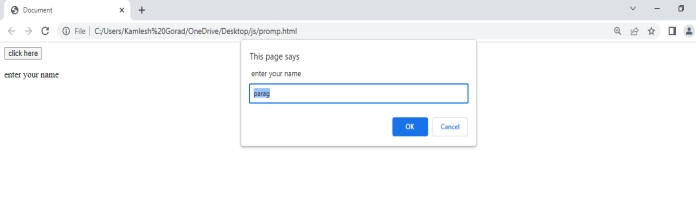 Document
File
C:/Users/Kamlesh%20Gorad/OneDrive/Desktop/js/promp.html
click here
enter your name
This page says
enter your name
parag
OK
Cancel